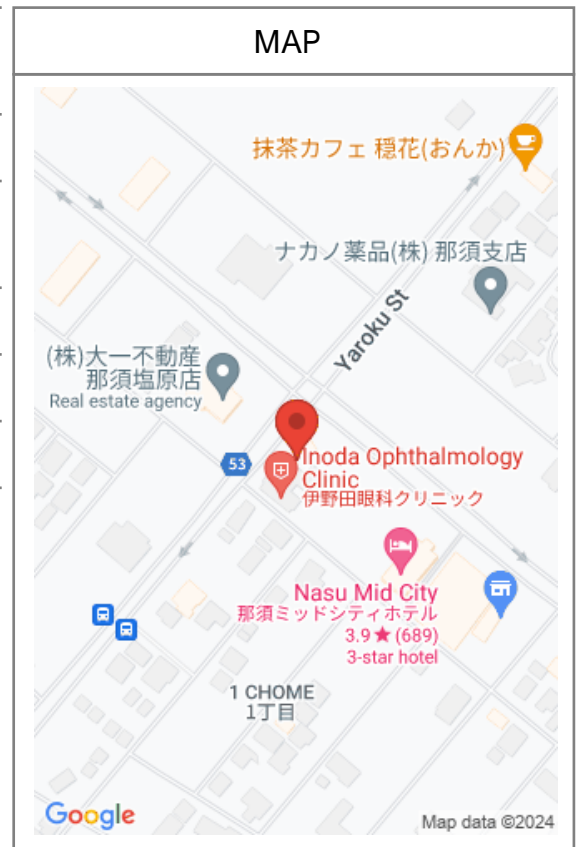 MAP
抹茶カフェ 穏花(おんか)
ナカノ薬品(株) 那須支店
Yaroku St
(株)大一不動産
那須塩原店
Real estate agency
53
Inoda Ophthalmology
Clinic
伊野田眼科クリニック
Nasu Mid City
那須ミッドシティホテル
3.9★(689)
3-star hotel
1 CHOME
1丁目
Google
Map data ©2024